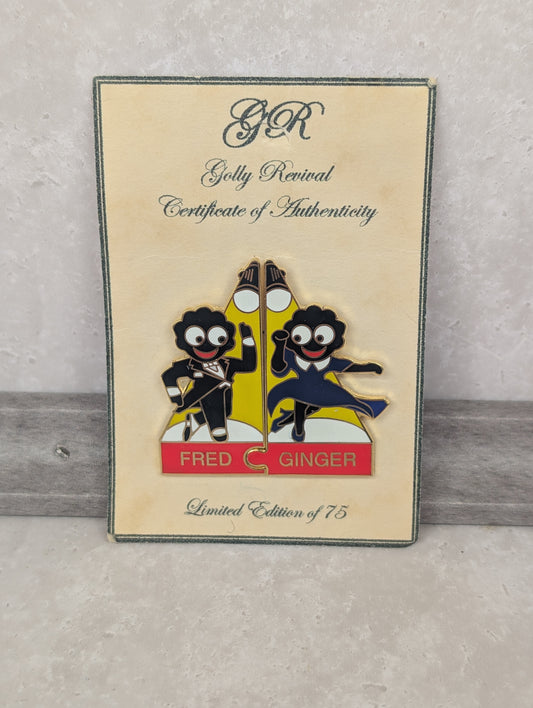 GR
Golly Revival
Certificate of Authenticity
FRED GINGER
Limited Edition of 75